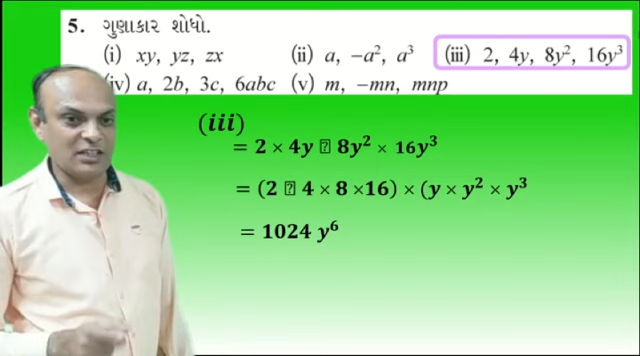 5. ગુણાકાર શોધો.
(i) xy, yz, zx (ii) a, −a², a³ (iii) 2, 4y, 8y², 16y³
(iv) a, 2b, 3c, 6abc (v) m, −mn, mnp
(iii)
= 2 × 4y ⍰ 8y² × 16y³
= (2 ⍰ 4 × 8 ×16) × (y × y² × y³
= 1024 y⁶